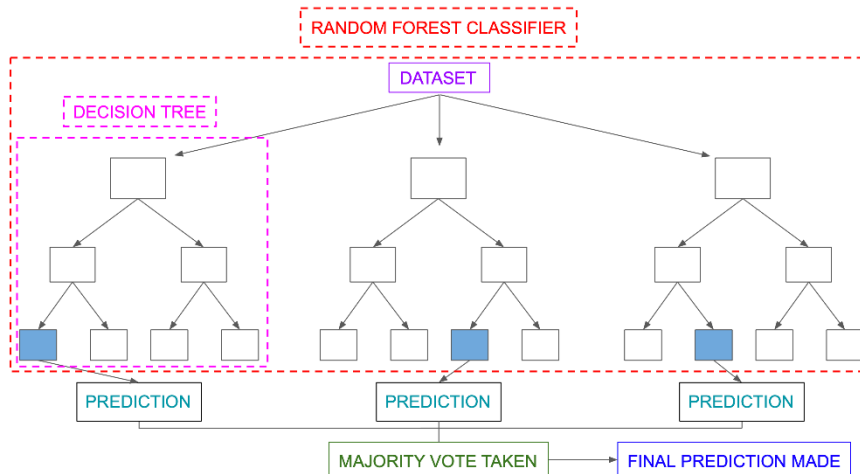 RANDOM FOREST CLASSIFIER
DATASET
DECISION TREE
PREDICTION
PREDICTION
PREDICTION
MAJORITY VOTE TAKEN
FINAL PREDICTION MADE